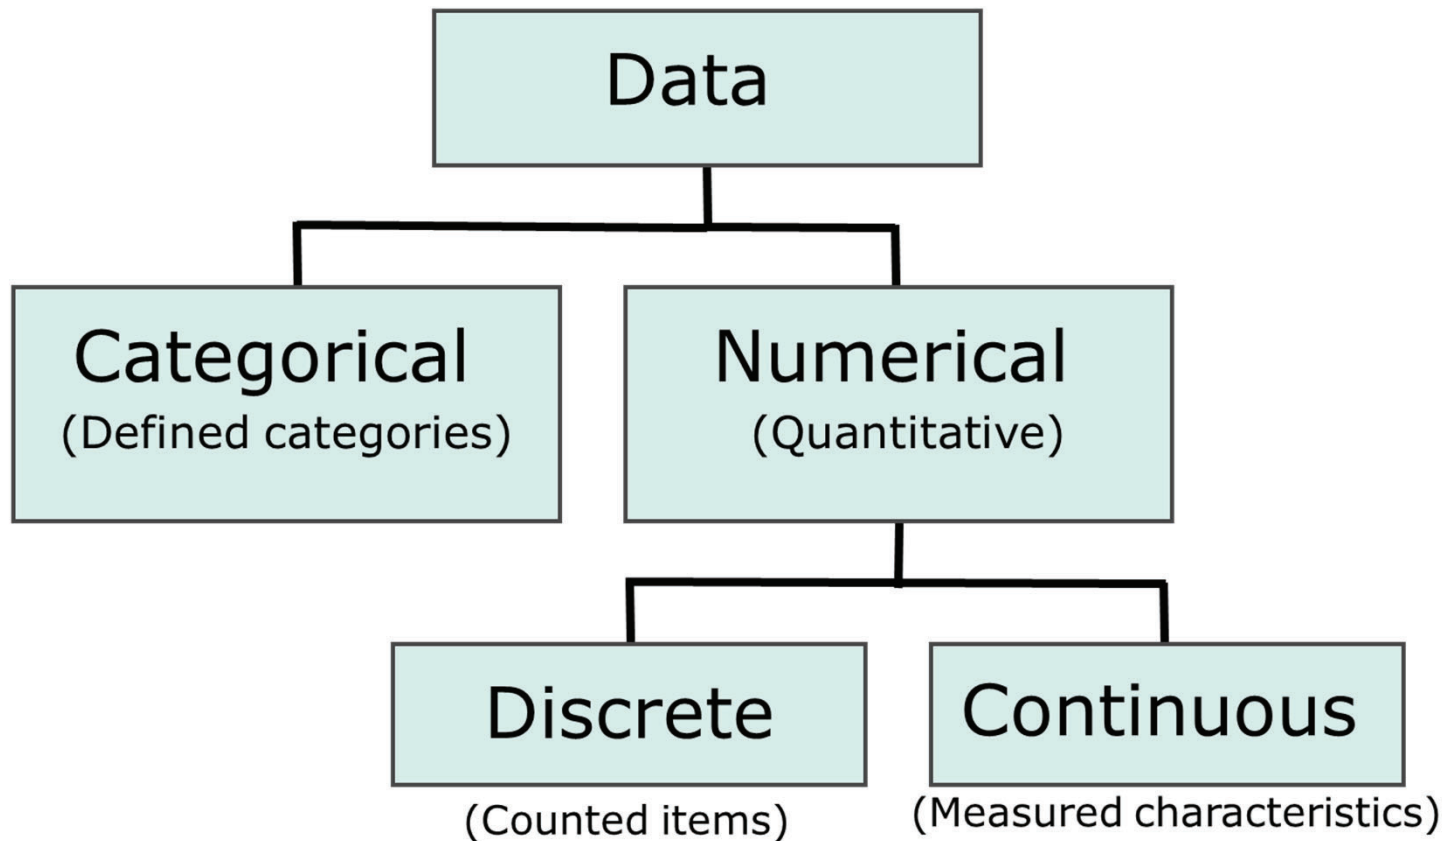 Data
Categorical
(Defined categories)
Numerical
(Quantitative)
Discrete
(Counted items)
Continuous
(Measured characteristics)